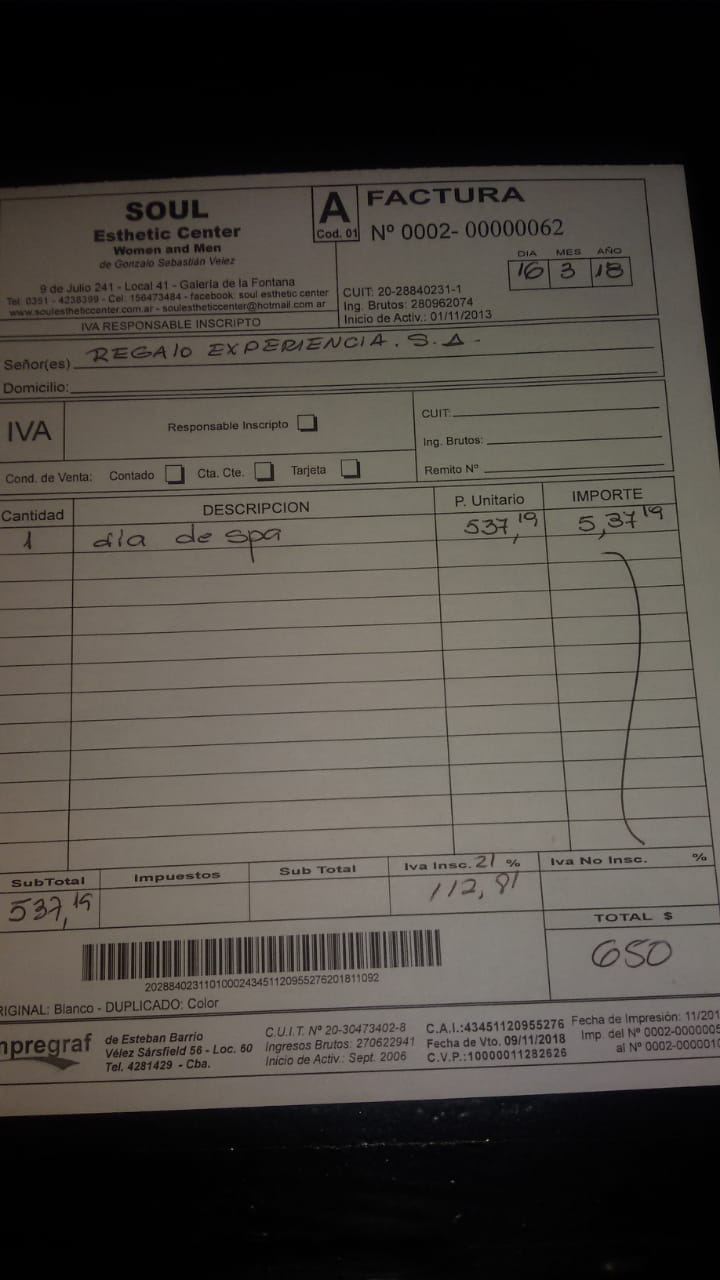 SOUL
Esthetic Center
Women and Men
de Gonzalo Sebastián Velez
9 de Julio 241 - Local 41 - Galería de la Fontana
Tel. 0351 - 4238399 - Cel: 156473484 - facebook: soul esthetic center
www.soulestheticcenter.com.ar - soulestheticcenter@hotmail.com.ar
IVA RESPONSABLE INSCRIPTO
A
Cod. 01
FACTURA
Nº 0002- 00000062
DIA MES AÑO
16 3 18
CUIT: 20-28840231-1
Ing. Brutos: 280962074
Inicio de Activ.: 01/11/2013
Señor(es) REGAlO EXPERIENCIA. S.A.
Domicilio:
IVA
Responsable Inscripto
Cond. de Venta: Contado Cta. Cte. Tarjeta
CUIT:
Ing. Brutos:
Remito Nº
Cantidad DESCRIPCION P. Unitario IMPORTE
1 día de spa 537,19 5,37 19
SubTotal Impuestos Sub Total Iva Insc. 21 % Iva No Insc. %
537,19 112,81
TOTAL $
650
20288402311010002434511209552762018 11092
ORIGINAL: Blanco - DUPLICADO: Color
mpregraf
de Esteban Barrio
Vélez Sársfield 56 - Loc. 60
Tel. 4281429 - Cba.
C.U.I.T. Nº 20-30473402-8
Ingresos Brutos: 270622941
Inicio de Activ.: Sept. 2006
C.A.I.:43451120955276
Fecha de Vto. 09/11/2018
C.V.P.:10000011282626
Fecha de Impresión: 11/201
Imp. del Nº 0002-0000005
al Nº 0002-0000010